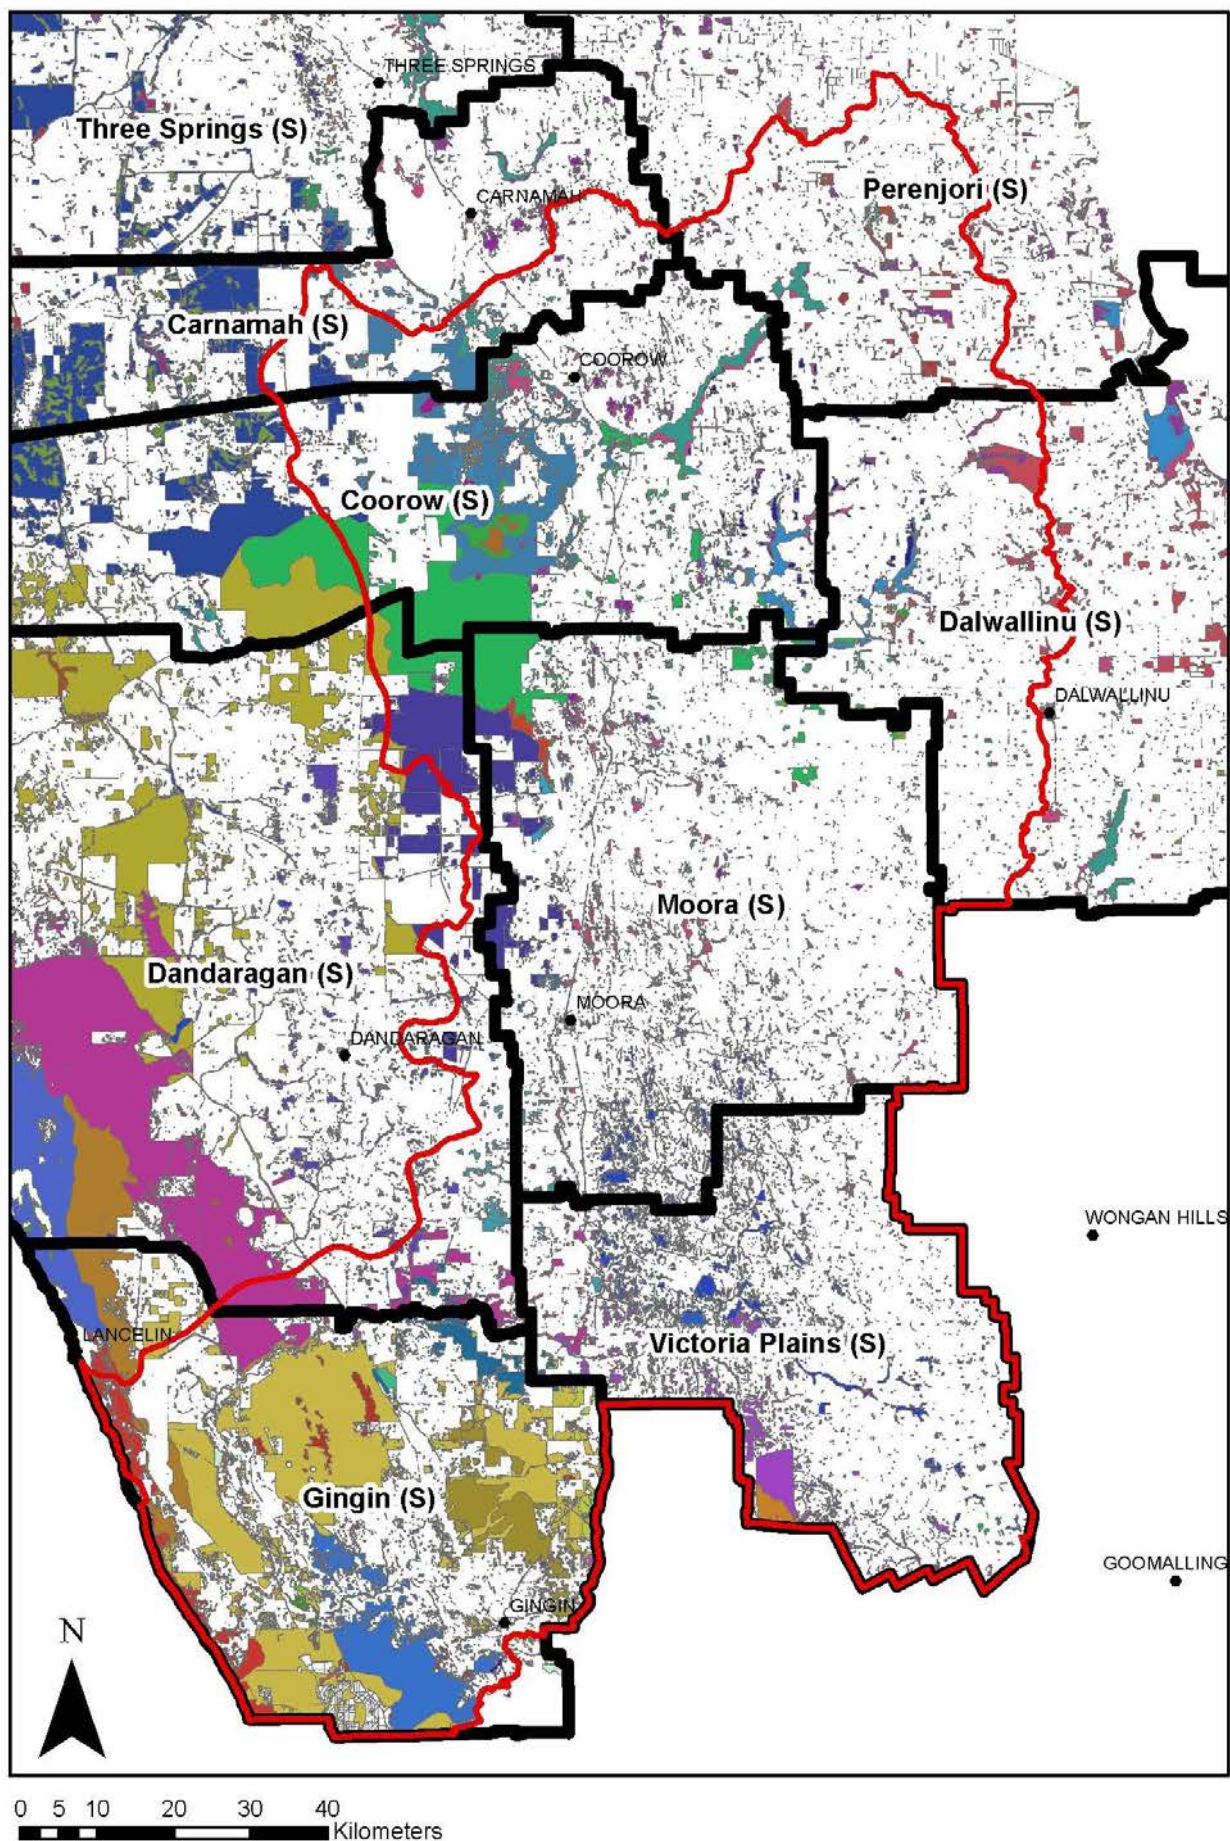 THREE SPRINGS
Three Springs (S)
Perenjori (S)
CARNAMAH
Carnamah (S)
COOROW
Coorow (S)
Dalwallinu (S)
DALWALLINU
Moora (S)
Dandaragan (S)
MOORA
DANDARAGAN
WONGAN HILLS
LANCELIN
Victoria Plains (S)
Gingin (S)
GOOMALLING
GINGIN
N
0 5 10 20 30 40
Kilometers